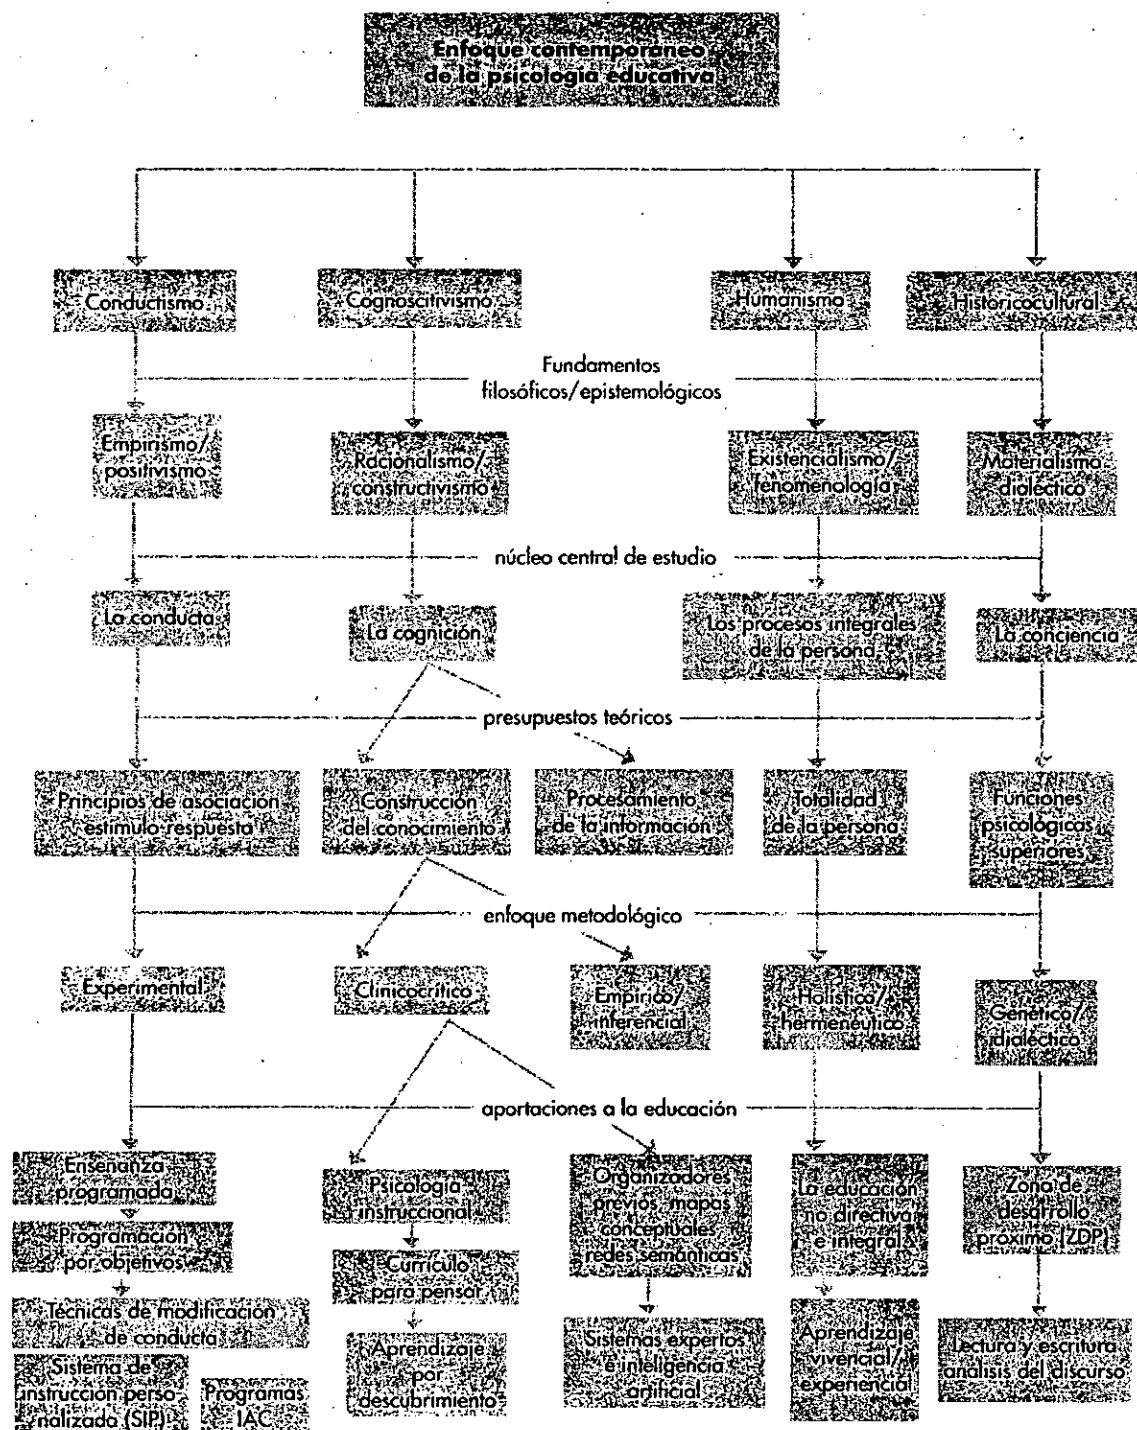 Enfoque contemporáneo
de la psicología educativa
Conductismo
Cognoscitivismo
Humanismo
Historicocultural
Fundamentos
filosóficos/epistemológicos
Empirismo/
positivismo
Racionalismo/
constructivismo
Existencialismo/
fenomenología
Materialismo
dialéctico
núcleo central de estudio
La conducta
La cognición
Los procesos integrales
de la persona
La conciencia
presupuestos teóricos
Principios de asociación
estímulo-respuesta
Construcción
del conocimiento
Procesamiento
de la información
Totalidad
de la persona
Funciones
psicológicas
superiores
enfoque metodológico
Experimental
Clinicocrítico
Empírico/
inferencial
Holística/
hermenéutico
Genético/
dialéctico
aportaciones a la educación
Enseñanza
programada
Programación
por objetivos
Técnicas de modificación
de conducta
Sistema de
instrucción perso-
nalizada (SIP)
Programas
IAC
Psicología
instruccional
Currículo
para pensar
Aprendizaje
por
descubrimiento
Organizadores
previos, mapas
conceptuales
redes semánticas
Sistemas expertos
e inteligencia
artificial
La educación
no directiva
e integral
Aprendizaje
vivencial/
experiencial
Zona de
desarrollo
próximo (ZDP)
Lectura y escritura
análisis del discurso